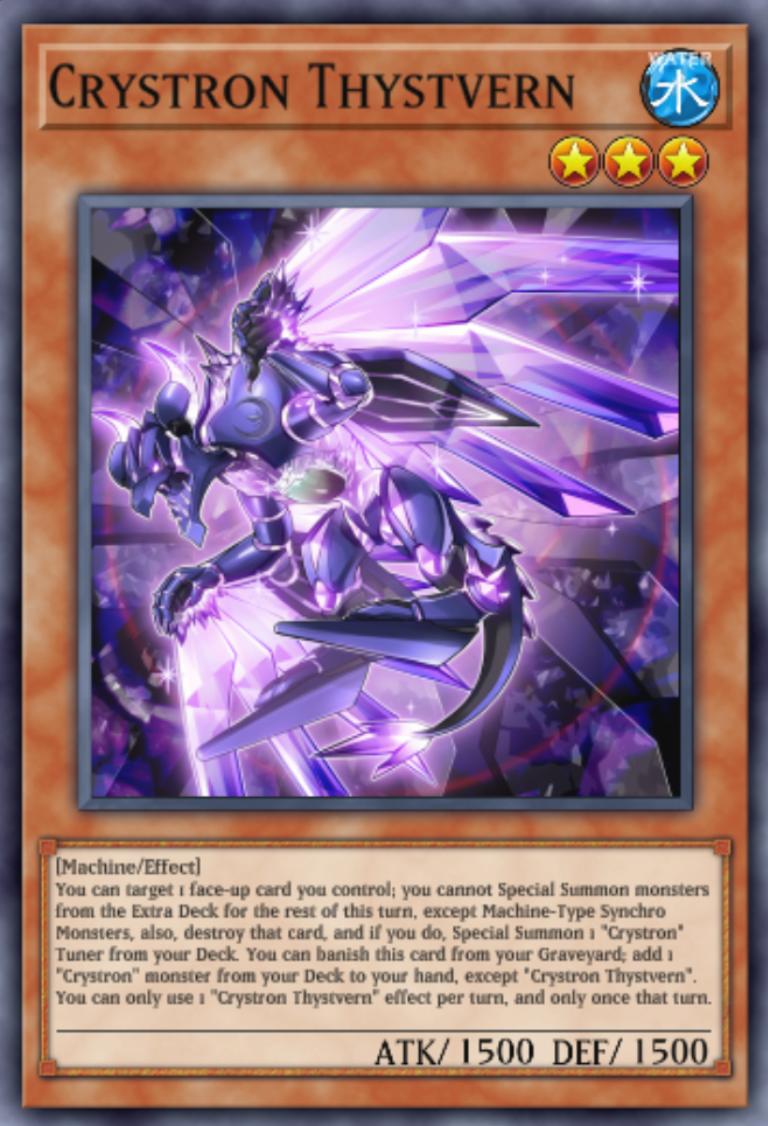 Crystron Thystvern
WATER
水
[Machine/Effect]
You can target 1 face-up card you control; you cannot Special Summon monsters
from the Extra Deck for the rest of this turn, except Machine-Type Synchro
Monsters, also, destroy that card, and if you do, Special Summon 1 "Crystron"
Tuner from your Deck. You can banish this card from your Graveyard; add 1
"Crystron" monster from your Deck to your hand, except "Crystron Thystvern".
You can only use 1 "Crystron Thystvern" effect per turn, and only once that turn.
ATK/ 1500 DEF/ 1500